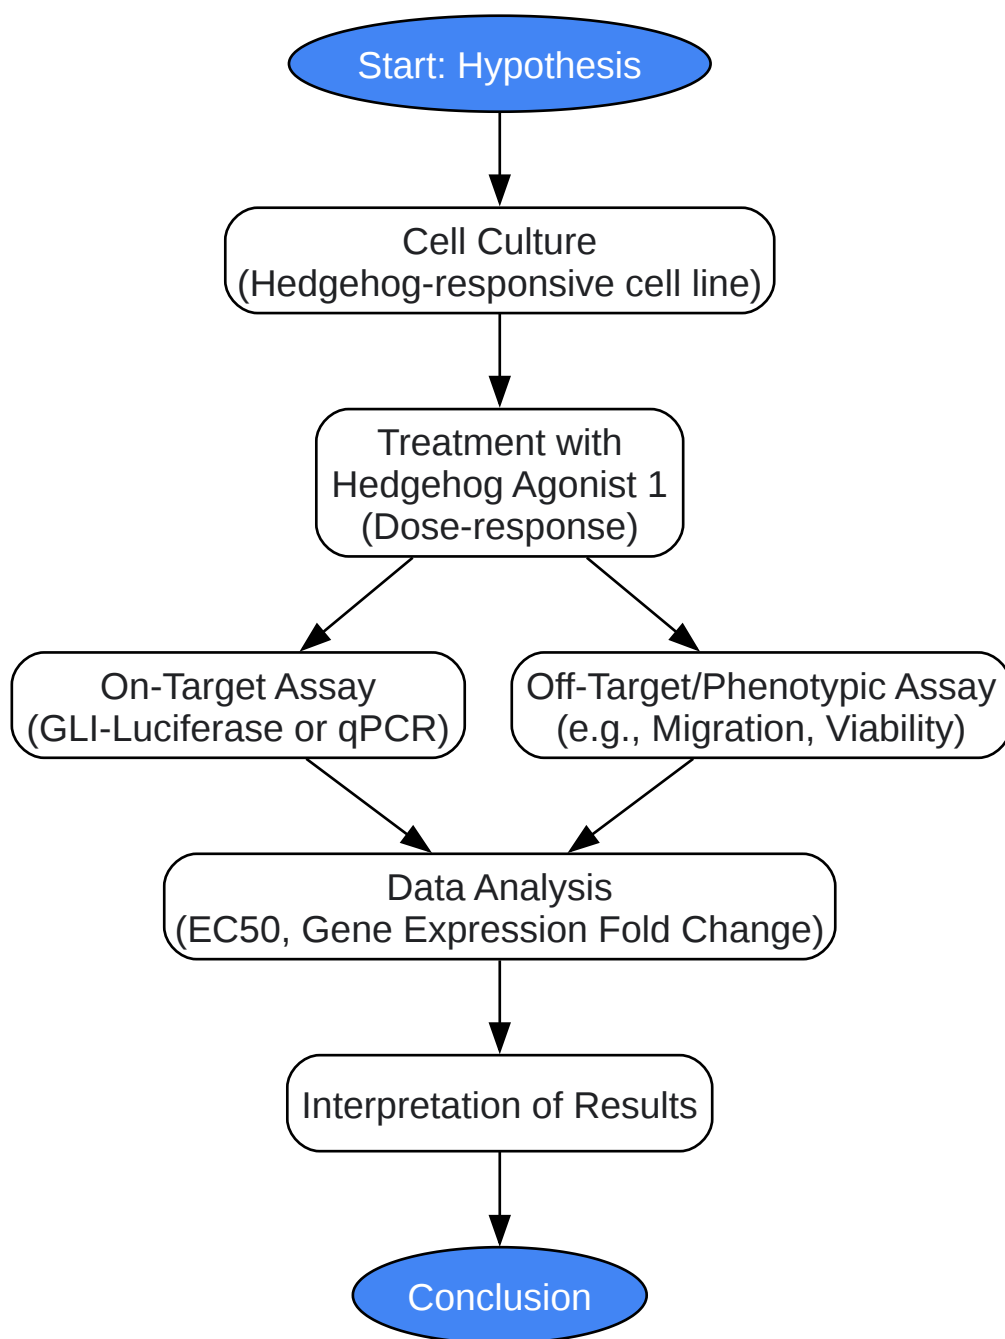 Start: Hypothesis
Cell Culture
(Hedgehog-responsive cell line)
Treatment with
Hedgehog Agonist 1
(Dose-response)
On-Target Assay
(GLI-Luciferase or qPCR)
Off-Target/Phenotypic Assay
(e.g., Migration, Viability)
Data Analysis
(EC50, Gene Expression Fold Change)
Interpretation of Results
Conclusion